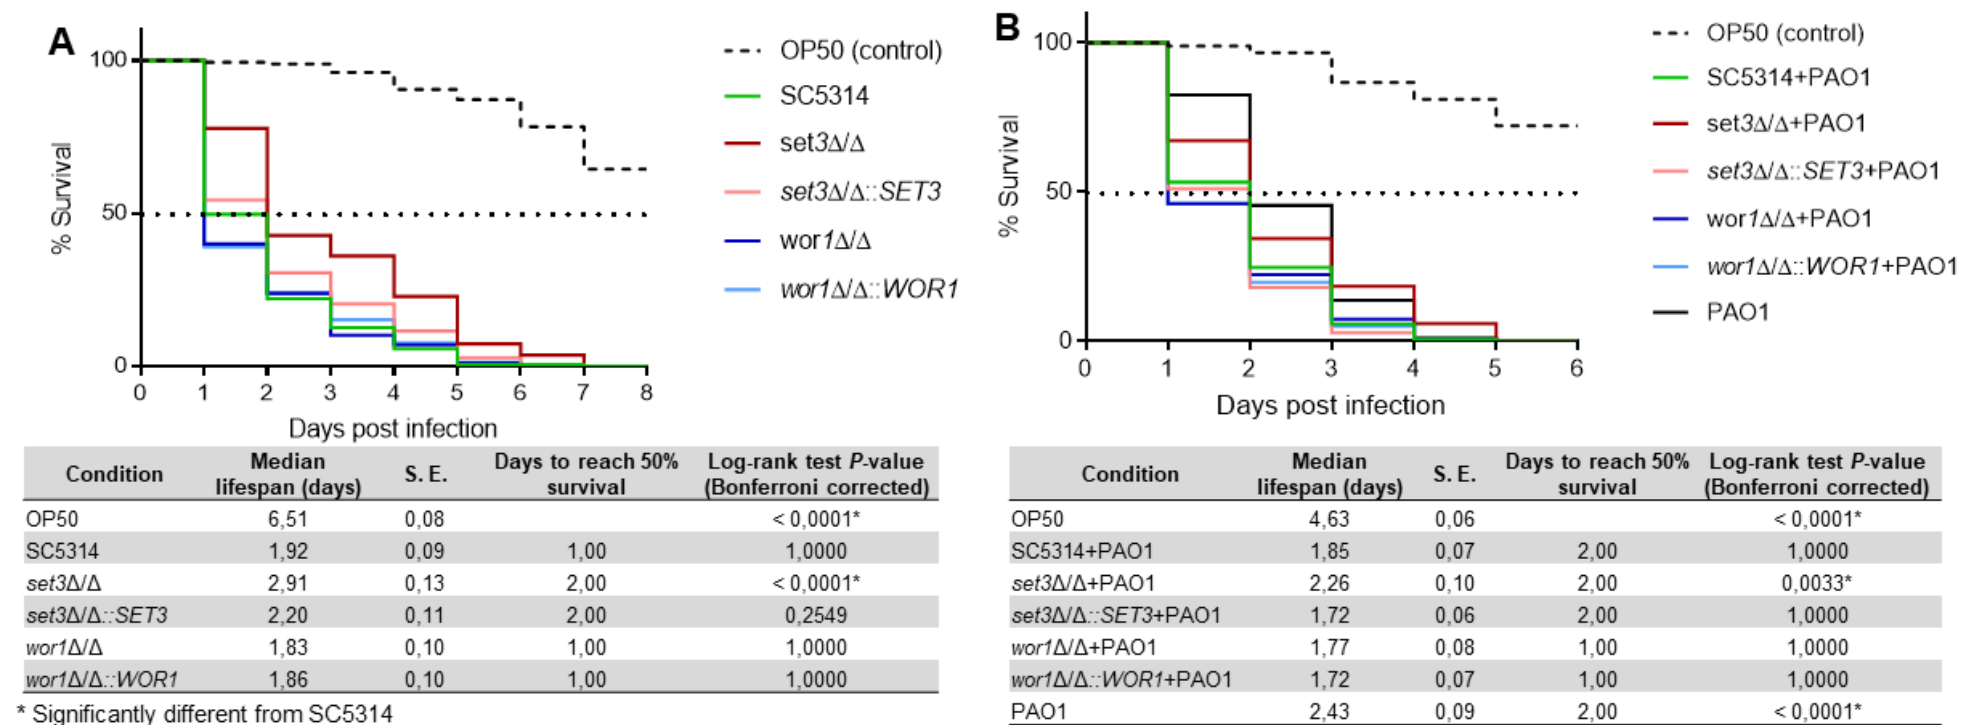 A
100
50
0
% Survival
0 1 2 3 4 5 6 7 8
Days post infection
OP50 (control)
SC5314
set3Δ/Δ
set3Δ/Δ::SET3
wor1Δ/Δ
wor1Δ/Δ::WOR1
Condition Median lifespan (days) S. E. Days to reach 50% survival Log-rank test P-value (Bonferroni corrected)
OP50 6,51 0,08 < 0,0001*
SC5314 1,92 0,09 1,00 1,0000
set3Δ/Δ 2,91 0,13 2,00 < 0,0001*
set3Δ/Δ::SET3 2,20 0,11 2,00 0,2549
wor1Δ/Δ 1,83 0,10 1,00 1,0000
wor1Δ/Δ::WOR1 1,86 0,10 1,00 1,0000
* Significantly different from SC5314
B
100
50
0
% Survival
0 1 2 3 4 5 6
Days post infection
OP50 (control)
SC5314+PAO1
set3Δ/Δ+PAO1
set3Δ/Δ::SET3+PAO1
wor1Δ/Δ+PAO1
wor1Δ/Δ::WOR1+PAO1
PAO1
Condition Median lifespan (days) S. E. Days to reach 50% survival Log-rank test P-value (Bonferroni corrected)
OP50 4,63 0,06 < 0,0001*
SC5314+PAO1 1,85 0,07 2,00 1,0000
set3Δ/Δ+PAO1 2,26 0,10 2,00 0,0033*
set3Δ/Δ::SET3+PAO1 1,72 0,06 2,00 1,0000
wor1Δ/Δ+PAO1 1,77 0,08 1,00 1,0000
wor1Δ/Δ::WOR1+PAO1 1,72 0,07 1,00 1,0000
PAO1 2,43 0,09 2,00 < 0,0001*